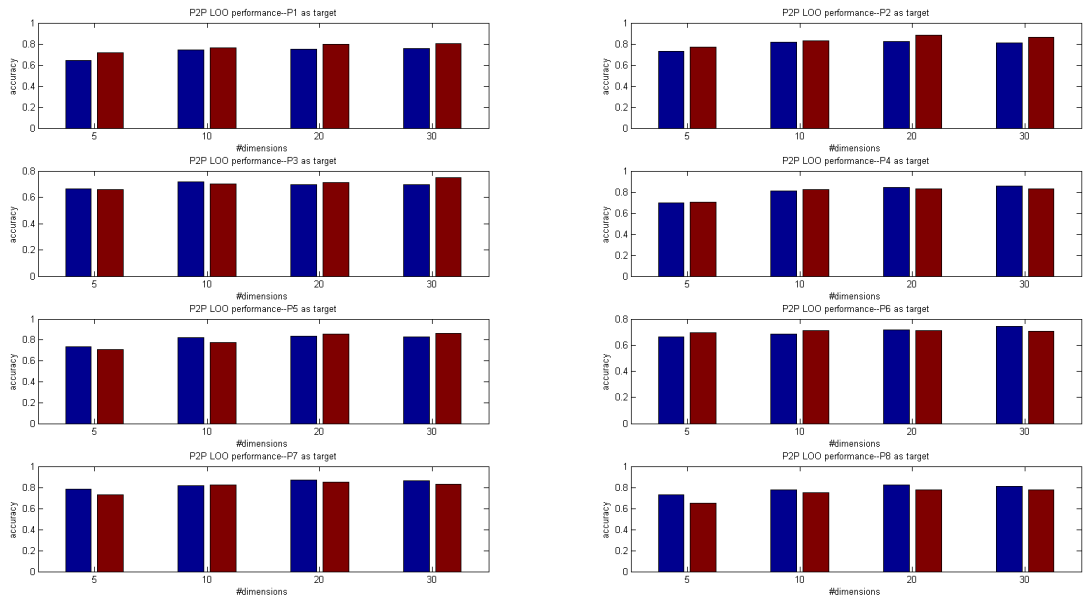 P2P LOO performance--P1 as target
1
0.8
0.6
0.4
0.2
0
accuracy
5 10 20 30
#dimensions
P2P LOO performance--P2 as target
1
0.8
0.6
0.4
0.2
0
accuracy
5 10 20 30
#dimensions
P2P LOO performance--P3 as target
0.8
0.6
0.4
0.2
0
accuracy
5 10 20 30
#dimensions
P2P LOO performance--P4 as target
1
0.8
0.6
0.4
0.2
0
accuracy
5 10 20 30
#dimensions
P2P LOO performance--P5 as target
1
0.8
0.6
0.4
0.2
0
accuracy
5 10 20 30
#dimensions
P2P LOO performance--P6 as target
0.8
0.6
0.4
0.2
0
accuracy
5 10 20 30
#dimensions
P2P LOO performance--P7 as target
1
0.8
0.6
0.4
0.2
0
accuracy
5 10 20 30
#dimensions
P2P LOO performance--P8 as target
1
0.8
0.6
0.4
0.2
0
accuracy
5 10 20 30
#dimensions